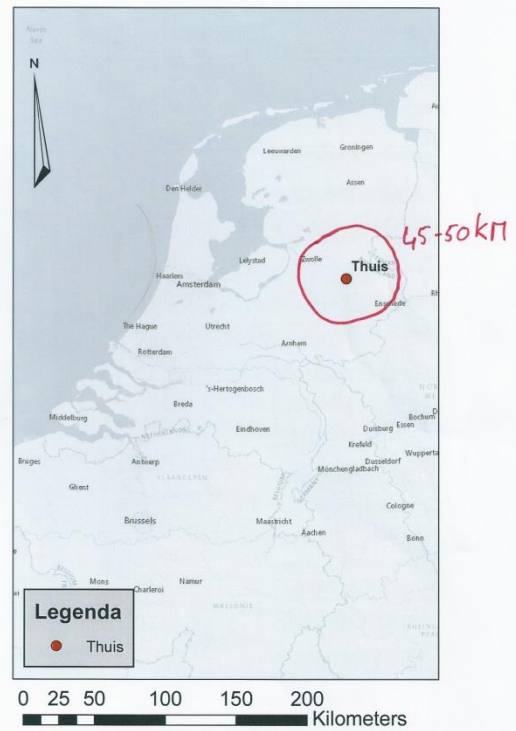 North
Sea
N
Leeuwarden
Groningen
Assen
Den Helder
45-50KM
Lelystad
Zwolle
Thuis
Haarlem
Amsterdam
Enschede
The Hague
Utrecht
Arnhem
Rotterdam
's-Hertogenbosch
Breda
Middelburg
Eindhoven
Bochum
Essen
Duisburg
Krefeld
Bruges
Antwerp
Düsseldorf
Wupperta
Mönchengladbach
VLAANDEREN
Ghent
Cologne
Brussels
Maastricht
Aachen
Bonn
Mons
Charleroi
Namur
WALLONIE
Legenda
Thuis
0 25 50 100 150 200
Kilometers